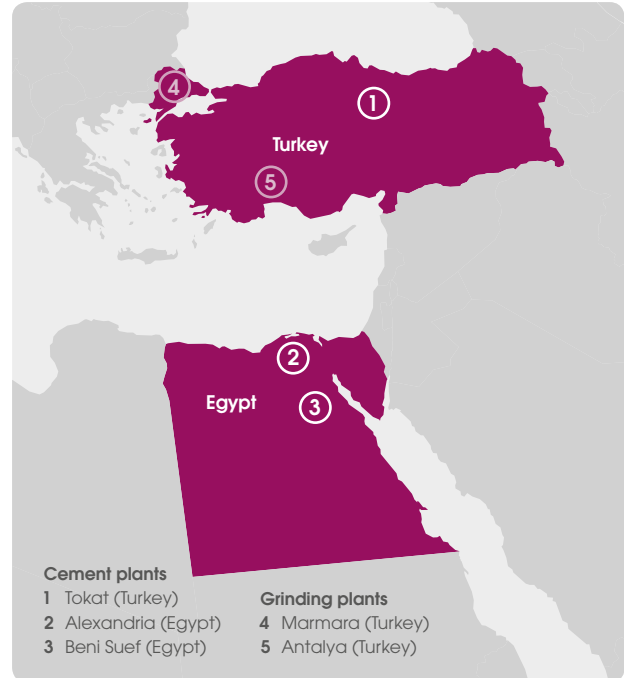 4
1
Turkey
5
2
Egypt
3
Cement plants
1 Tokat (Turkey)
2 Alexandria (Egypt)
3 Beni Suef (Egypt)
Grinding plants
4 Marmara (Turkey)
5 Antalya (Turkey)